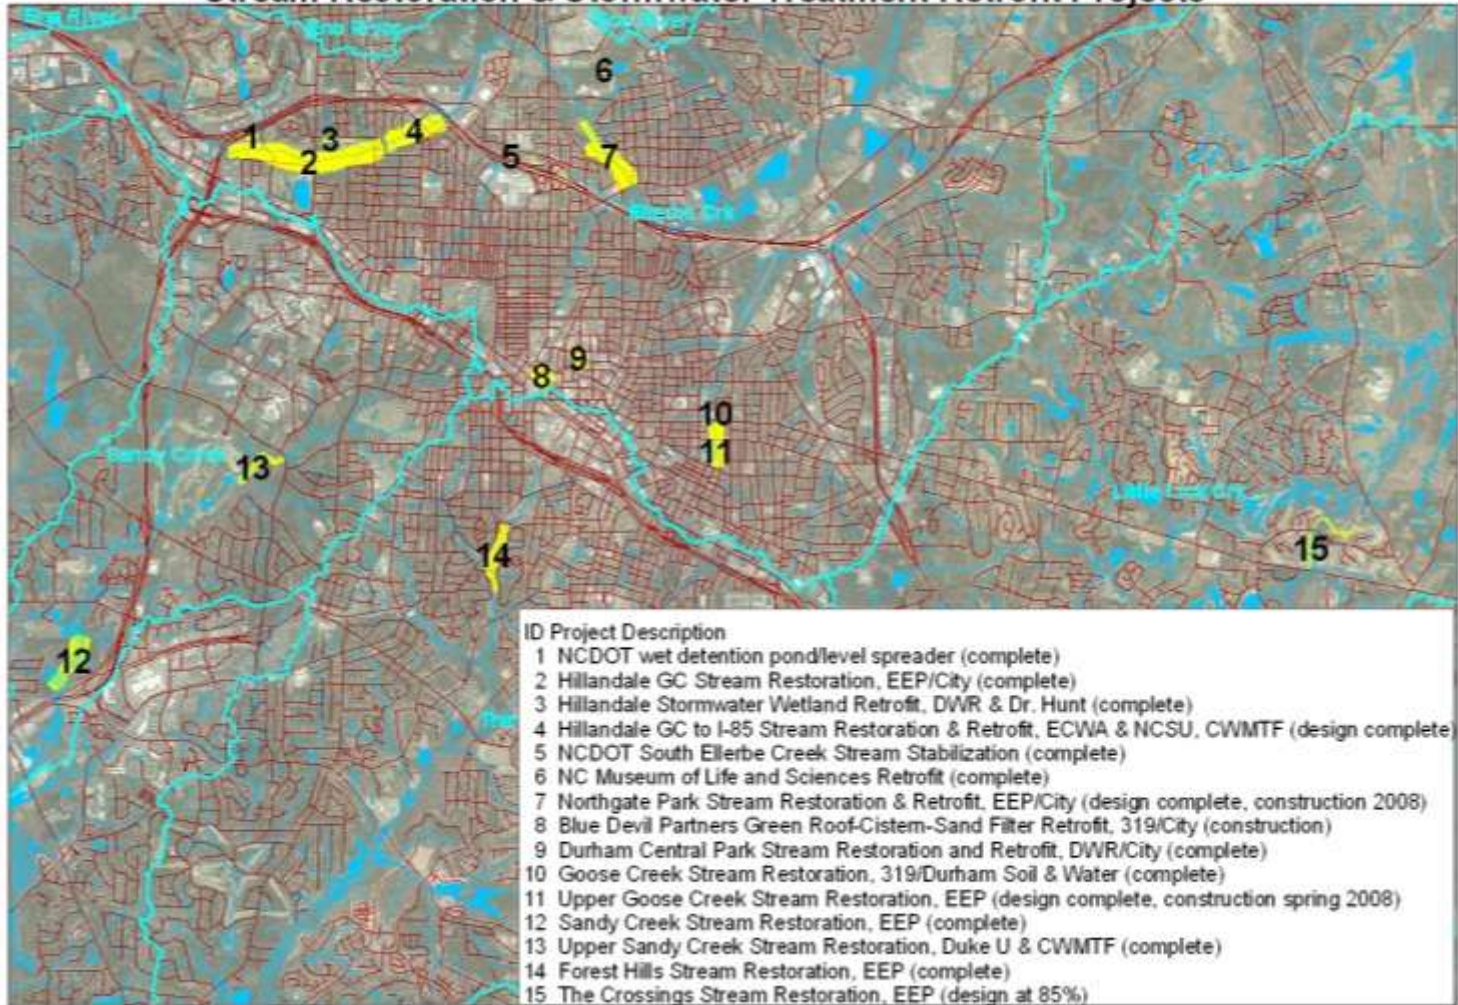 Stream Restoration & Stormwater Treatment Retrofit Projects
1
2
3
4
5
6
7
8
9
10
11
12
13
14
15
Sandy Creek
Ellerbe Crk
Little Lick Crk
ID Project Description
1 NCDOT wet detention pond/level spreader (complete)
2 Hillandale GC Stream Restoration, EEP/City (complete)
3 Hillandale Stormwater Wetland Retrofit, DWR & Dr. Hunt (complete)
4 Hillandale GC to I-85 Stream Restoration & Retrofit, ECWA & NCSU, CWMTF (design complete)
5 NCDOT South Ellerbe Creek Stream Stabilization (complete)
6 NC Museum of Life and Sciences Retrofit (complete)
7 Northgate Park Stream Restoration & Retrofit, EEP/City (design complete, construction 2008)
8 Blue Devil Partners Green Roof-Cistern-Sand Filter Retrofit, 319/City (construction)
9 Durham Central Park Stream Restoration and Retrofit, DWR/City (complete)
10 Goose Creek Stream Restoration, 319/Durham Soil & Water (complete)
11 Upper Goose Creek Stream Restoration, EEP (design complete, construction spring 2008)
12 Sandy Creek Stream Restoration, EEP (complete)
13 Upper Sandy Creek Stream Restoration, Duke U & CWMTF (complete)
14 Forest Hills Stream Restoration, EEP (complete)
15 The Crossings Stream Restoration, EEP (design at 85%)